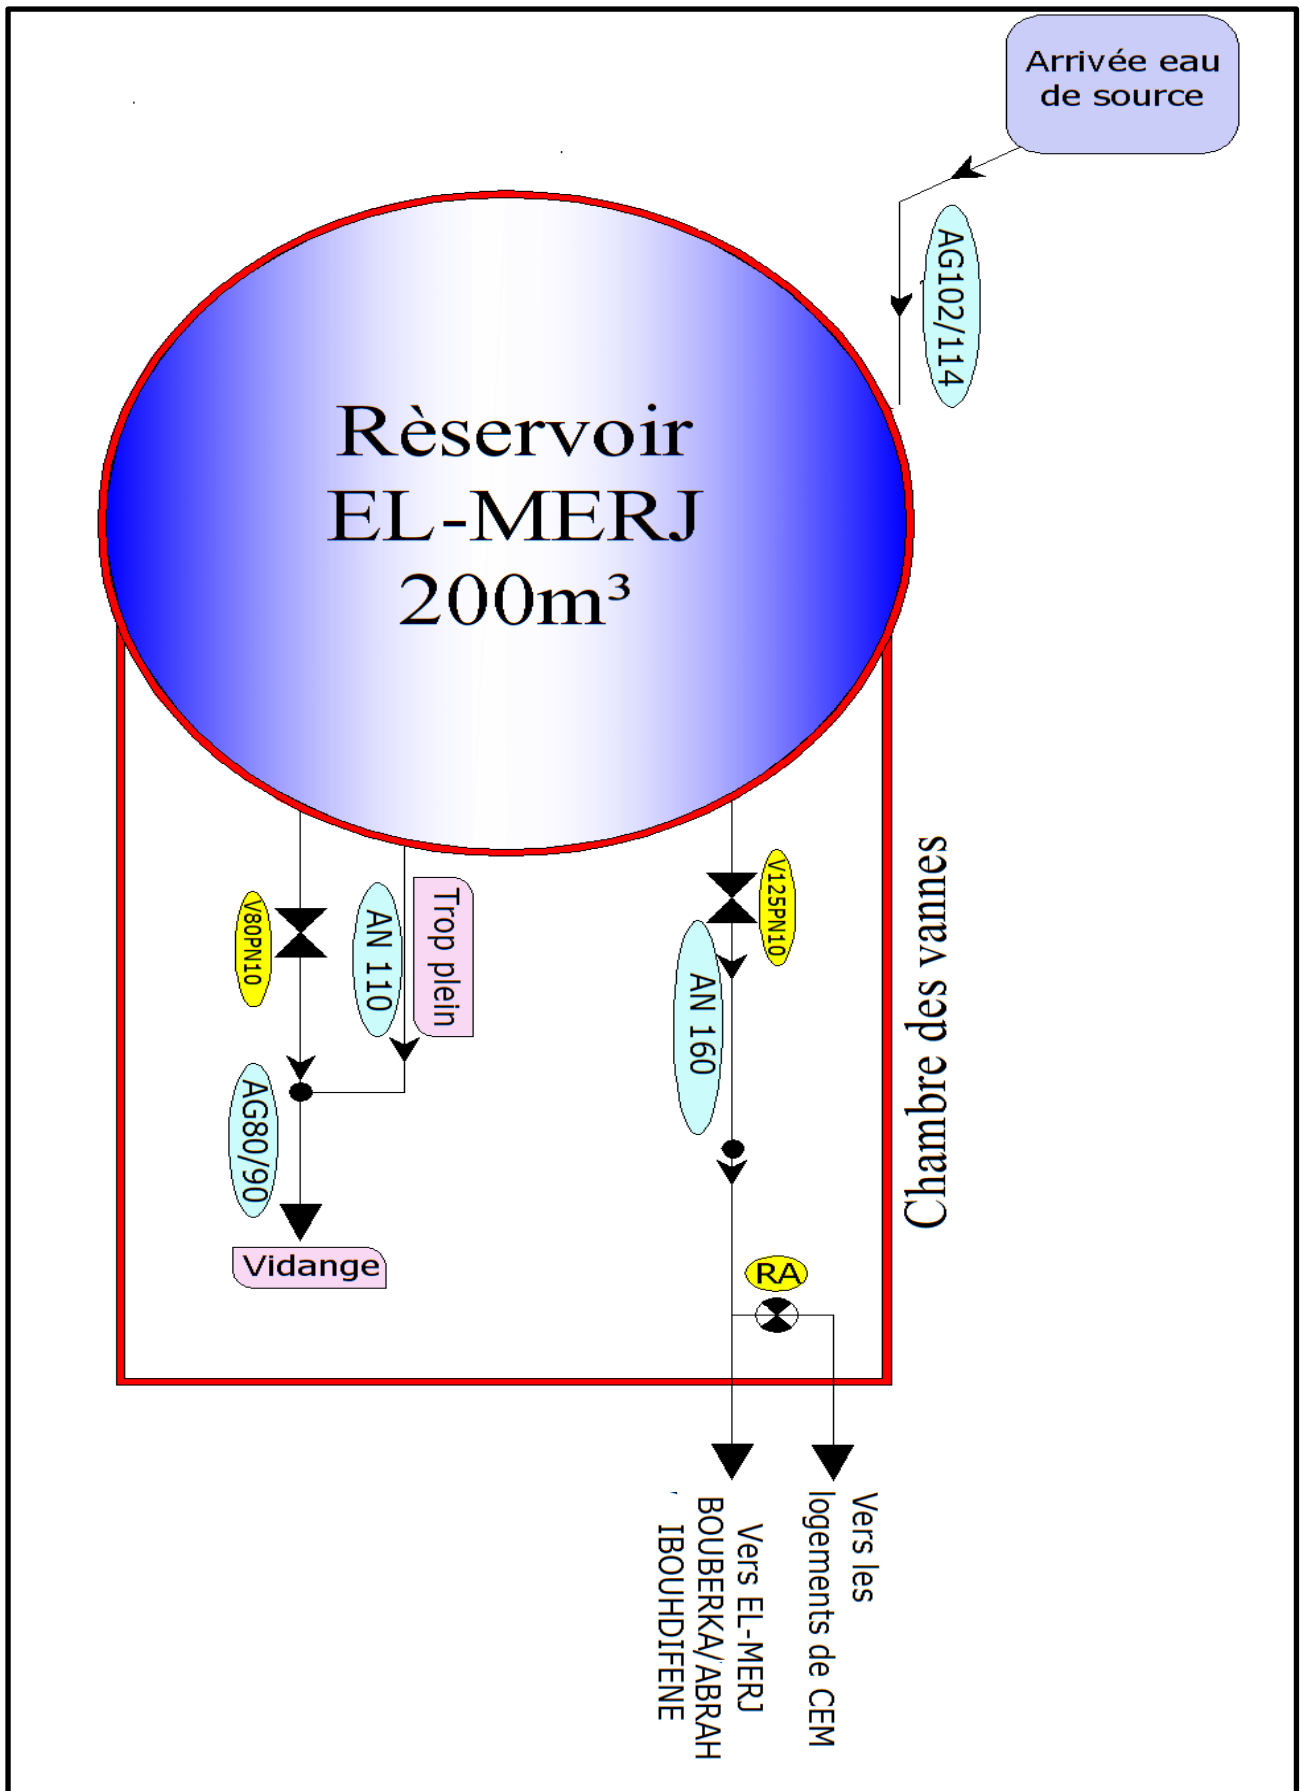 Arrivée eau
de source
AG102/114
Rèservoir
EL-MERJ
200m³
Chambre des vannes
V125PN10
AN 160
Trop plein
AN 110
V80PN10
AG80/90
Vidange
RA
Vers les
logements de CEM
Vers EL-MERJ
BOUBERKA/ABRAH
IBOUHDIFENE